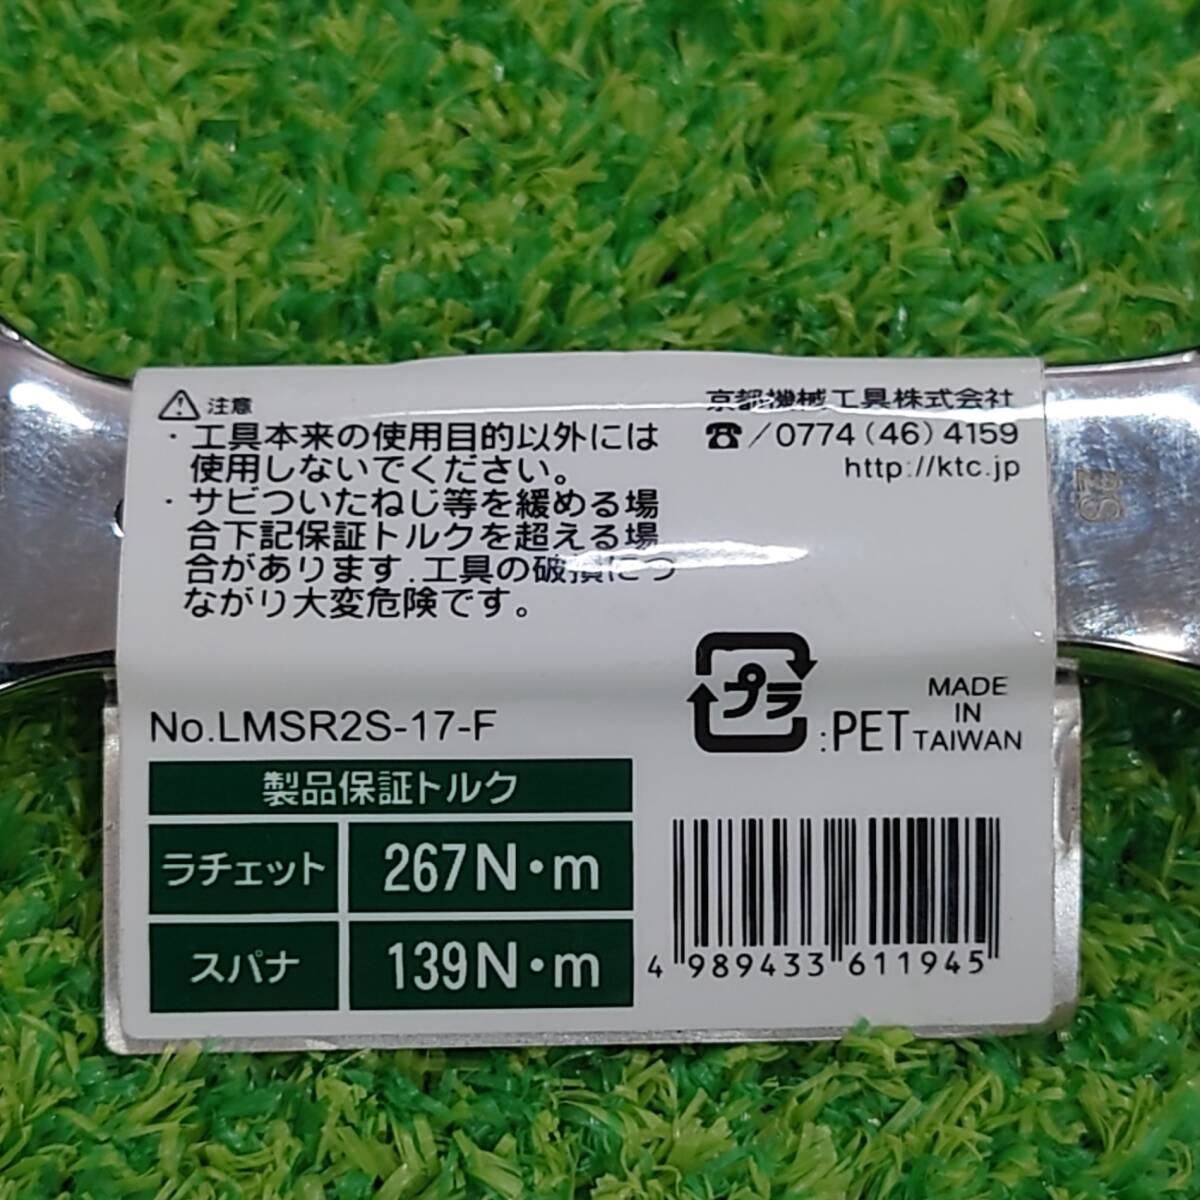 注意
・工具本来の使用目的以外には
使用しないでください。
・サビついたねじ等を緩める場
合下記保証トルクを超える場
合があります.工具の破損につ
ながり大変危険です。
京都機械工具株式会社
☎/0774(46)4159
http://ktc.jp
No.LMSR2S-17-F
プラ
:PET
MADE
IN
TAIWAN
製品保証トルク
ラチェット 267N・m
スパナ 139N・m
4 989433 611945